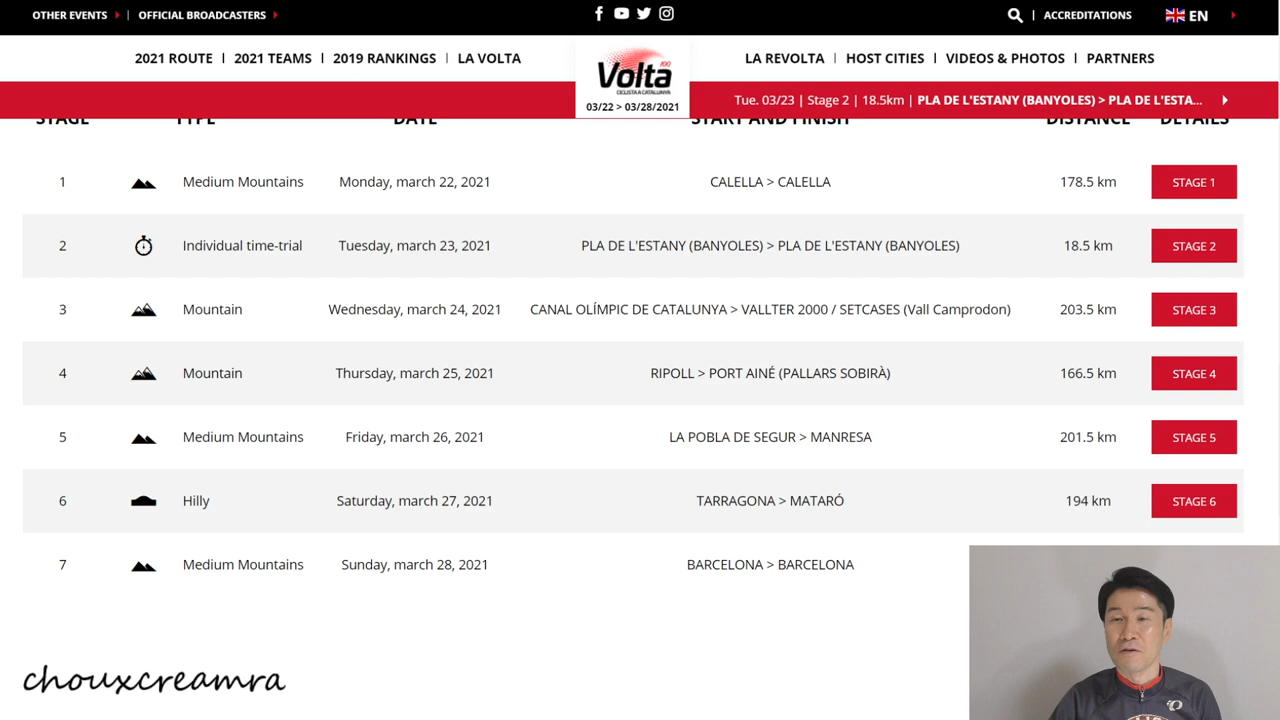 OTHER EVENTS | OFFICIAL BROADCASTERS
| ACCREDITATIONS EN
2021 ROUTE | 2021 TEAMS | 2019 RANKINGS | LA VOLTA
Volta 100
CICLISTA A CATALUNYA
03/22 > 03/28/2021
LA REVOLTA | HOST CITIES | VIDEOS & PHOTOS | PARTNERS
Tue. 03/23 | Stage 2 | 18.5km | PLA DE L'ESTANY (BANYOLES) > PLA DE L'ESTA...
STAGE TYPE DATE START AND FINISH DISTANCE DETAILS
1 Medium Mountains Monday, march 22, 2021 CALELLA > CALELLA 178.5 km STAGE 1
2 Individual time-trial Tuesday, march 23, 2021 PLA DE L'ESTANY (BANYOLES) > PLA DE L'ESTANY (BANYOLES) 18.5 km STAGE 2
3 Mountain Wednesday, march 24, 2021 CANAL OLÍMPIC DE CATALUNYA > VALLTER 2000 / SETCASES (Vall Camprodon) 203.5 km STAGE 3
4 Mountain Thursday, march 25, 2021 RIPOLL > PORT AINÉ (PALLARS SOBIRÀ) 166.5 km STAGE 4
5 Medium Mountains Friday, march 26, 2021 LA POBLA DE SEGUR > MANRESA 201.5 km STAGE 5
6 Hilly Saturday, march 27, 2021 TARRAGONA > MATARÓ 194 km STAGE 6
7 Medium Mountains Sunday, march 28, 2021 BARCELONA > BARCELONA
chouxcreamra